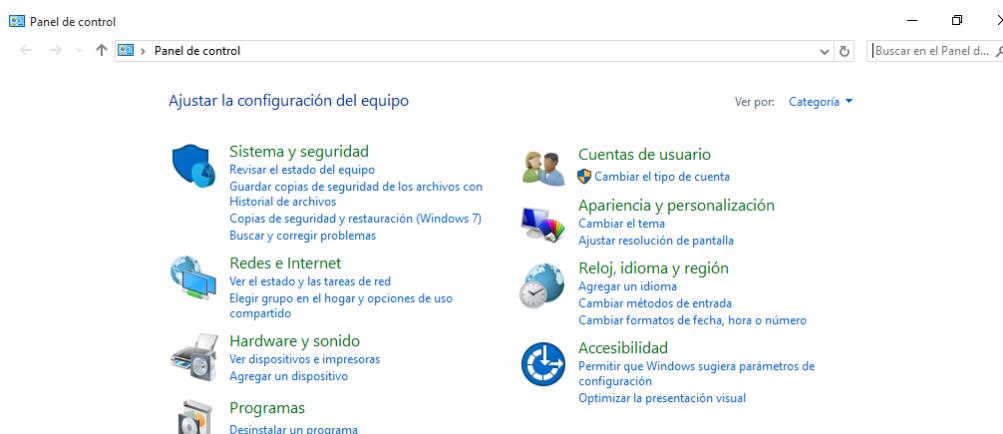 Panel de control
Panel de control
Buscar en el Panel d...
Ajustar la configuración del equipo
Ver por: Categoría
Sistema y seguridad
Revisar el estado del equipo
Guardar copias de seguridad de los archivos con
Historial de archivos
Copias de seguridad y restauración (Windows 7)
Buscar y corregir problemas
Redes e Internet
Ver el estado y las tareas de red
Elegir grupo en el hogar y opciones de uso
compartido
Hardware y sonido
Ver dispositivos e impresoras
Agregar un dispositivo
Programas
Desinstalar un programa
Cuentas de usuario
Cambiar el tipo de cuenta
Apariencia y personalización
Cambiar el tema
Ajustar resolución de pantalla
Reloj, idioma y región
Agregar un idioma
Cambiar métodos de entrada
Cambiar formatos de fecha, hora o número
Accesibilidad
Permitir que Windows sugiera parámetros de
configuración
Optimizar la presentación visual